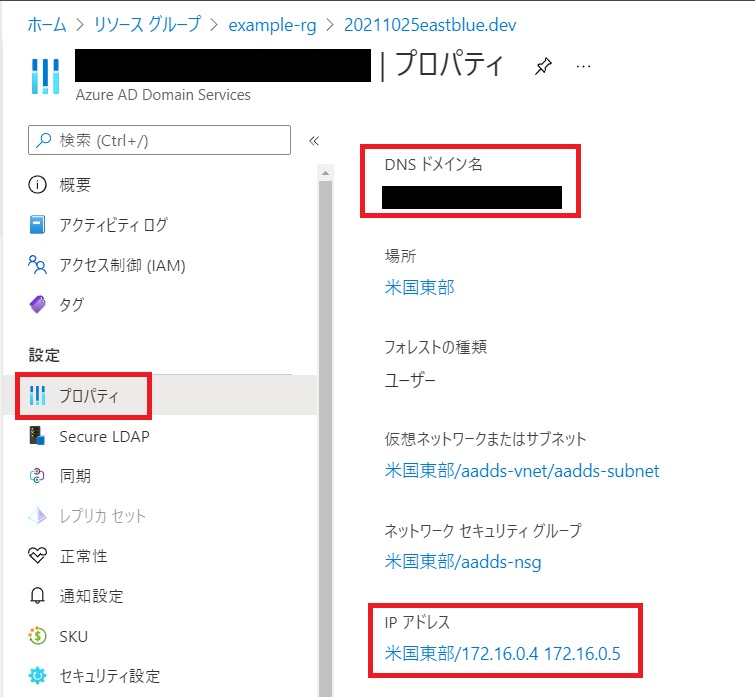 ホーム > リソース グループ > example-rg > 20211025eastblue.dev
| プロパティ ...
Azure AD Domain Services
検索 (Ctrl+/)
«
概要
アクティビティ ログ
アクセス制御 (IAM)
タグ
設定
プロパティ
Secure LDAP
同期
レプリカ セット
正常性
通知設定
SKU
セキュリティ設定
DNS ドメイン名
場所
米国東部
フォレストの種類
ユーザー
仮想ネットワークまたはサブネット
米国東部/aadds-vnet/aadds-subnet
ネットワーク セキュリティ グループ
米国東部/aadds-nsg
IP アドレス
米国東部/172.16.0.4 172.16.0.5